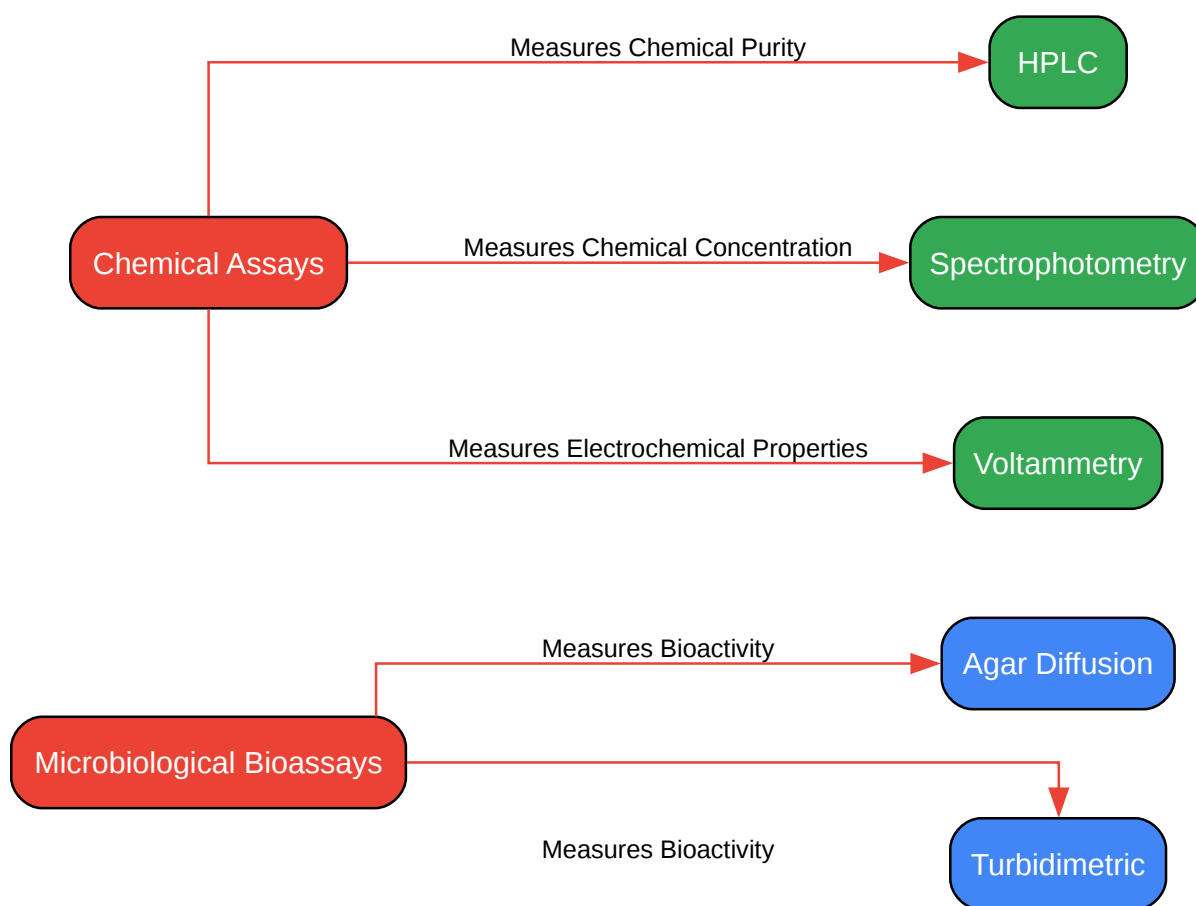 Measures Chemical Purity
HPLC
Chemical Assays
Measures Chemical Concentration
Spectrophotometry
Measures Electrochemical Properties
Voltammetry
Measures Bioactivity
Agar Diffusion
Microbiological Bioassays
Measures Bioactivity
Turbidimetric